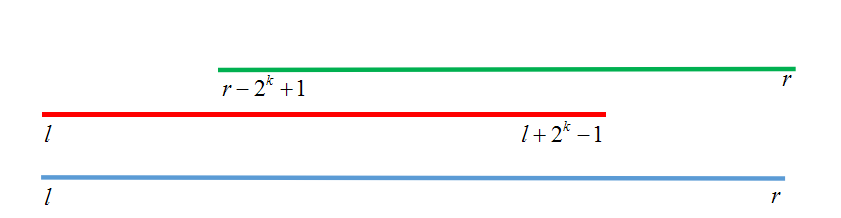 r − 2^k + 1 r
l l + 2^k − 1
l r